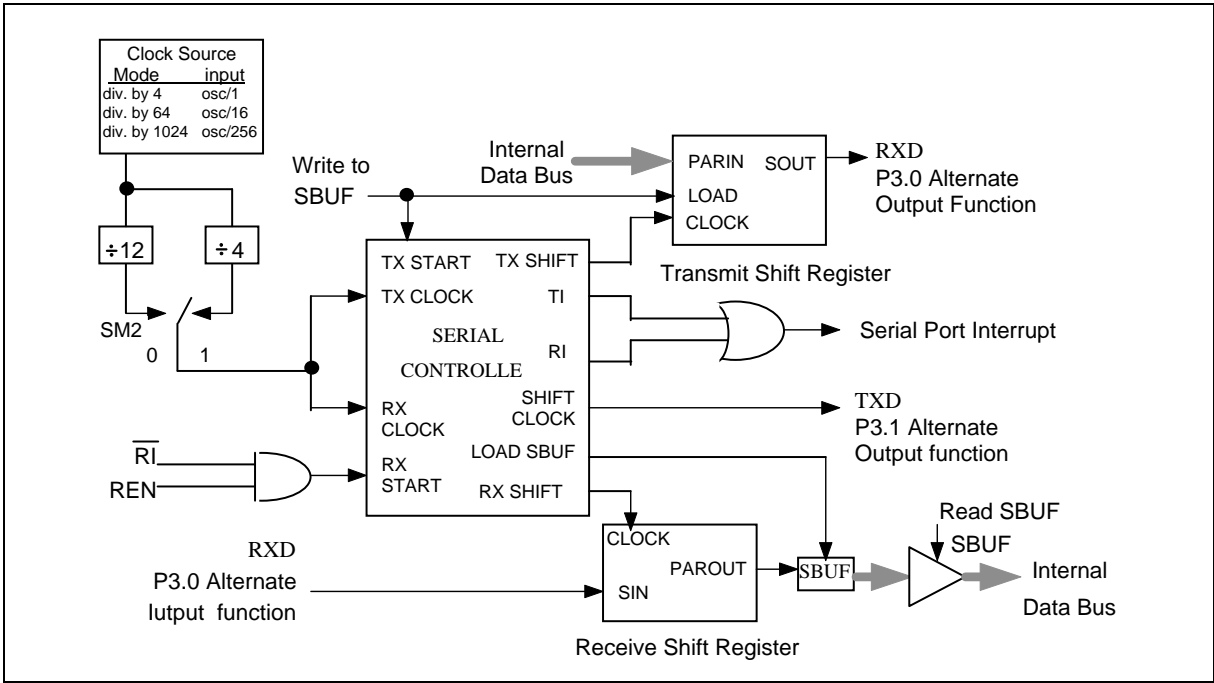 Clock Source
Mode input
div. by 4 osc/1
div. by 64 osc/16
div. by 1024 osc/256
÷12
÷4
SM2
0 1
Write to
SBUF
Internal
Data Bus
PARIN SOUT
LOAD
CLOCK
RXD
P3.0 Alternate
Output Function
Transmit Shift Register
TX START TX SHIFT
TX CLOCK TI
SERIAL
RI
CONTROLLE
SHIFT
CLOCK
RX
CLOCK
LOAD SBUF
RX
START
RX SHIFT
Serial Port Interrupt
TXD
P3.1 Alternate
Output function
RI
REN
RXD
P3.0 Alternate
Iutput function
CLOCK
PAROUT
SIN
Receive Shift Register
SBUF
Read SBUF
SBUF
Internal
Data Bus